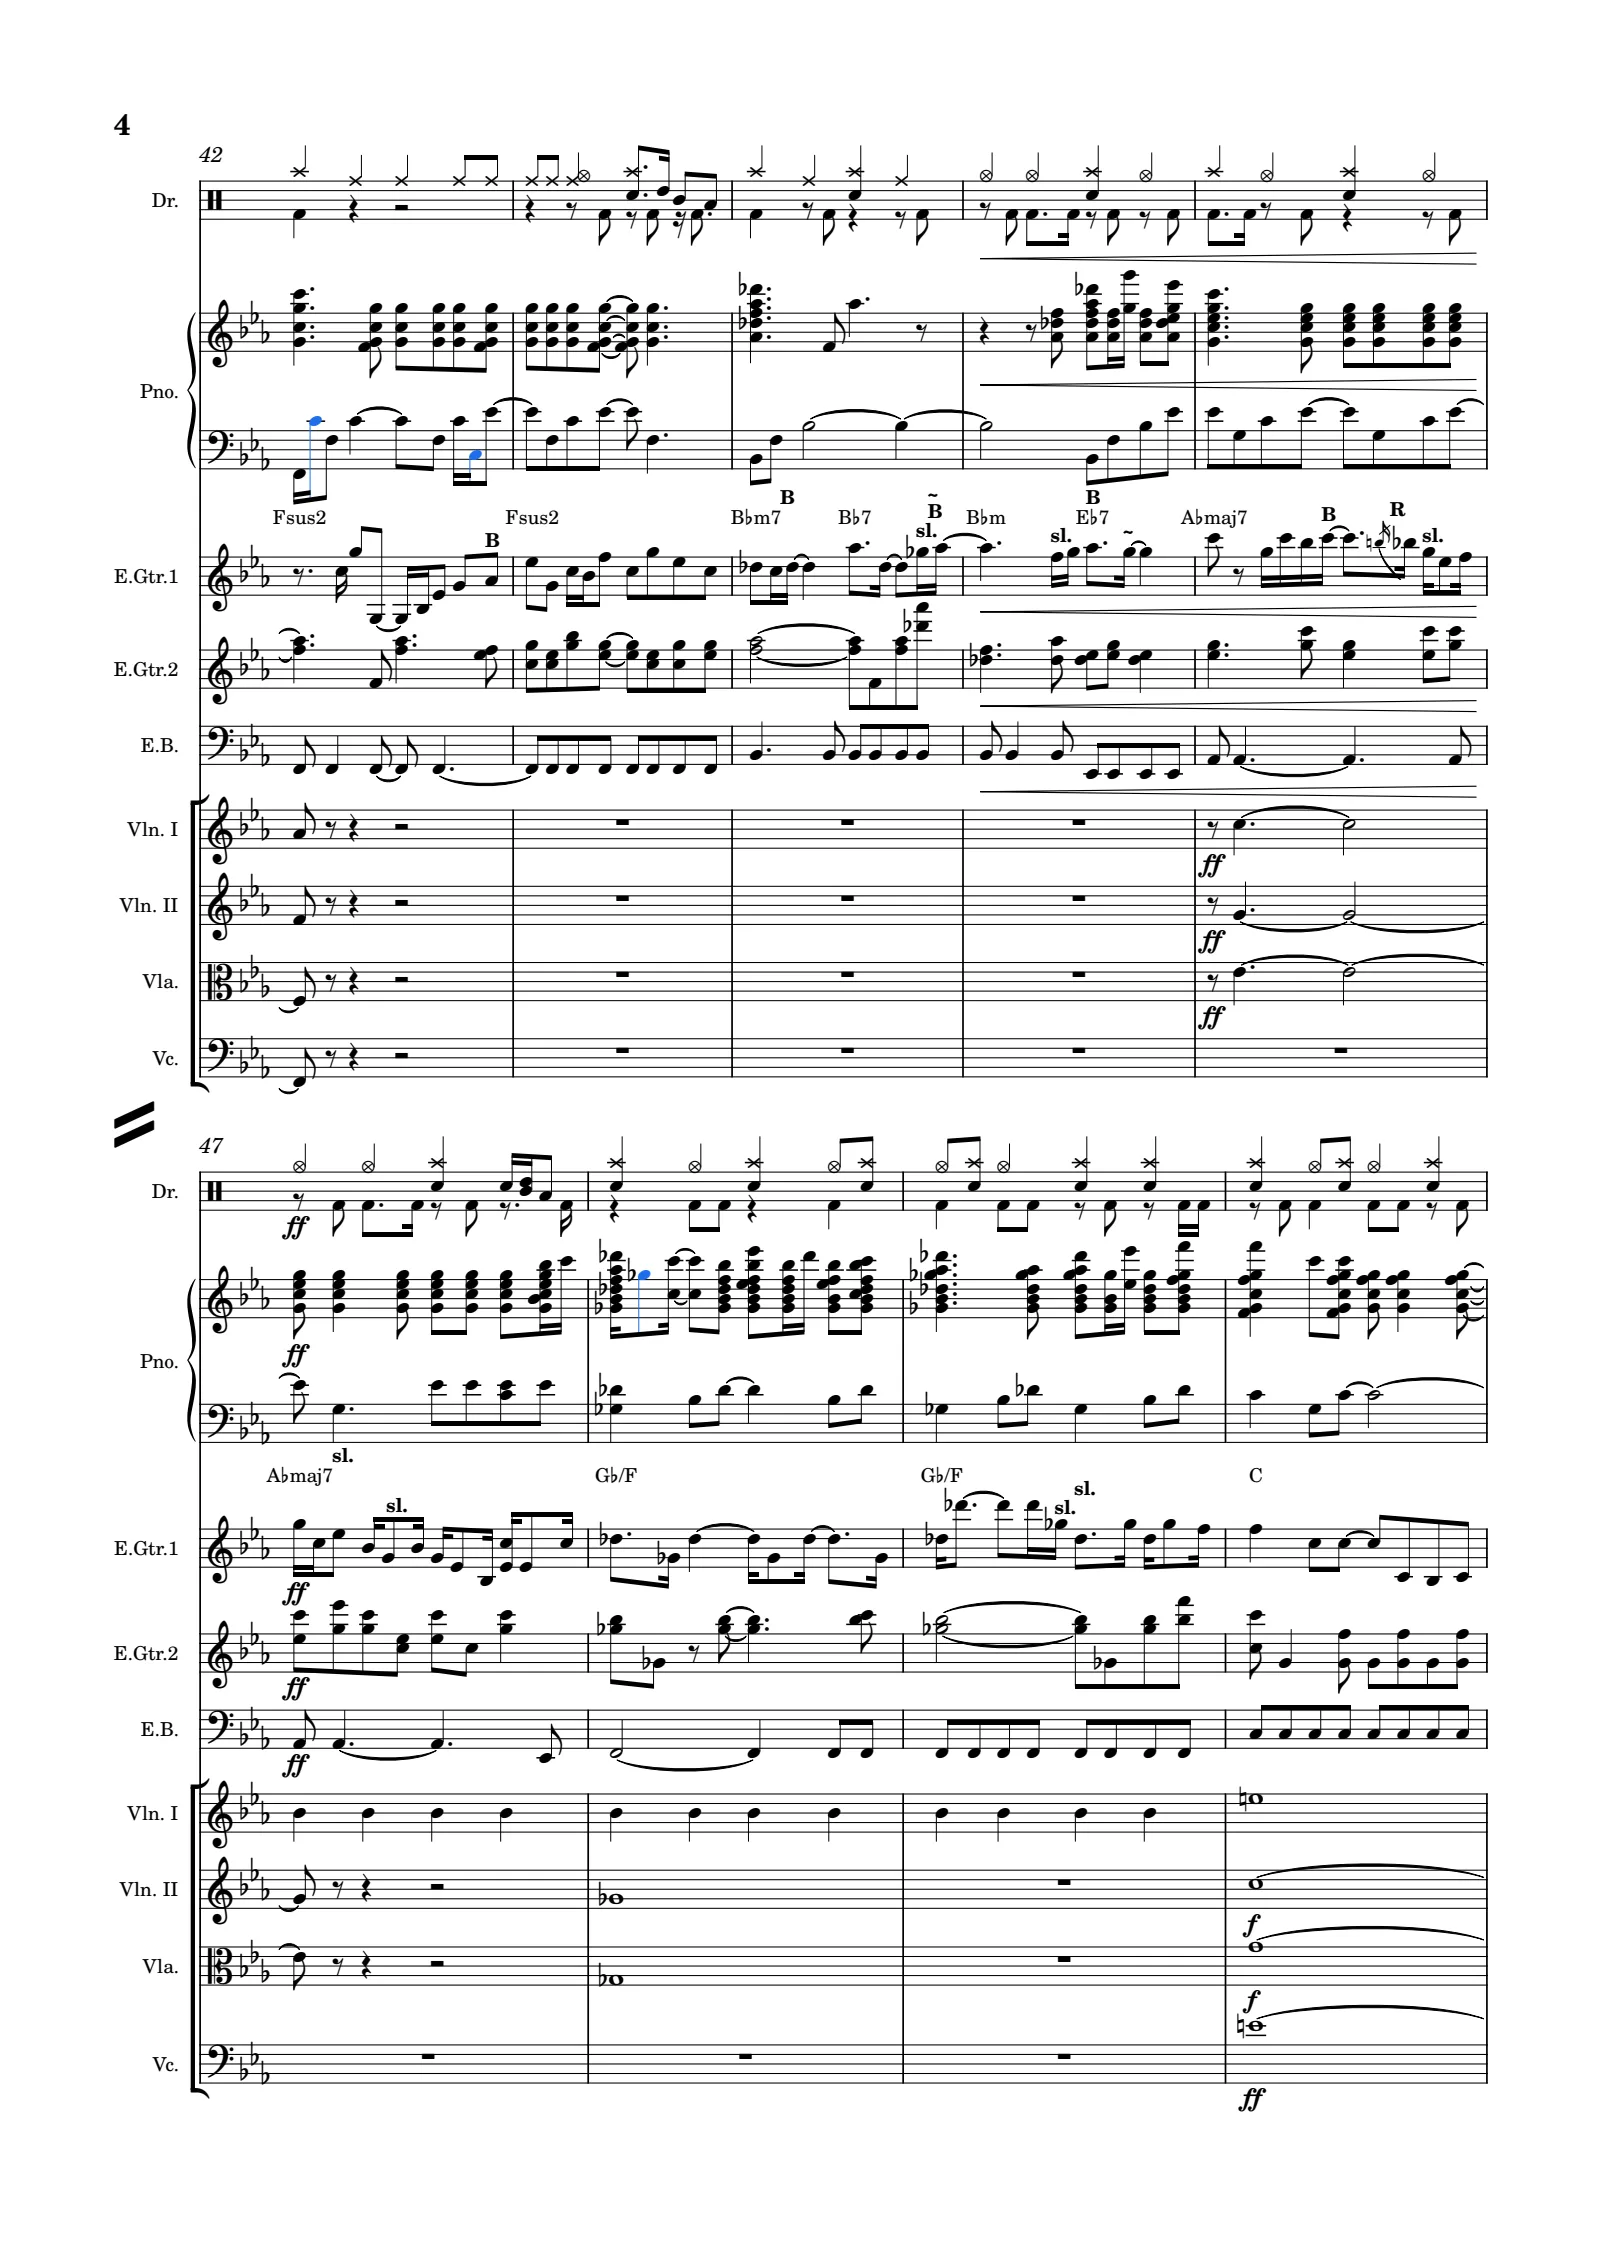 4
42
Dr.
Pno.
B B ~ B B B R
sl. sl. ~ sl.
Fsus2 Fsus2 B♭m7 B♭7 B♭m E♭7 A♭maj7
E.Gtr.1
E.Gtr.2
E.B.
Vln. I
ff
Vln. II
ff
Vla.
ff
Vc.
47
Dr.
ff
Pno.
ff
sl.
A♭maj7 G♭/F G♭/F C
sl. sl. sl.
E.Gtr.1
ff
E.Gtr.2
ff
E.B.
ff
Vln. I
Vln. II
f
Vla.
f
Vc.
ff